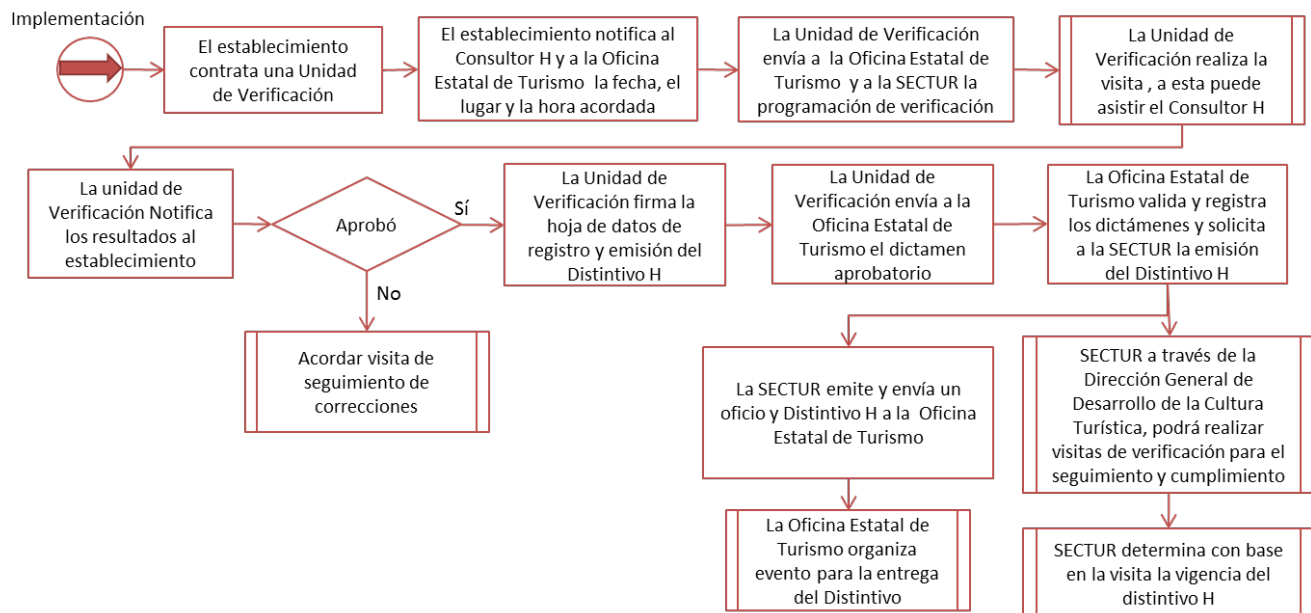 Implementación
El establecimiento
contrata una Unidad
de Verificación
El establecimiento notifica al
Consultor H y a la Oficina
Estatal de Turismo la fecha, el
lugar y la hora acordada
La Unidad de Verificación
envía a la Oficina Estatal de
Turismo y a la SECTUR la
programación de verificación
La Unidad de
Verificación realiza la
visita , a esta puede
asistir el Consultor H
La unidad de
Verificación Notifica
los resultados al
establecimiento
Aprobó
Sí
No
La Unidad de
Verificación firma la
hoja de datos de
registro y emisión del
Distintivo H
La Unidad de
Verificación envía a la
Oficina Estatal de
Turismo el dictamen
aprobatorio
La Oficina Estatal de
Turismo valida y registra
los dictámenes y solicita
a la SECTUR la emisión
del Distintivo H
Acordar visita de
seguimiento de
correcciones
La SECTUR emite y envía un
oficio y Distintivo H a la Oficina
Estatal de Turismo
SECTUR a través de la
Dirección General de
Desarrollo de la Cultura
Turística, podrá realizar
visitas de verificación para el
seguimiento y cumplimiento
La Oficina Estatal de
Turismo organiza
evento para la entrega
del Distintivo
SECTUR determina con base
en la visita la vigencia del
distintivo H